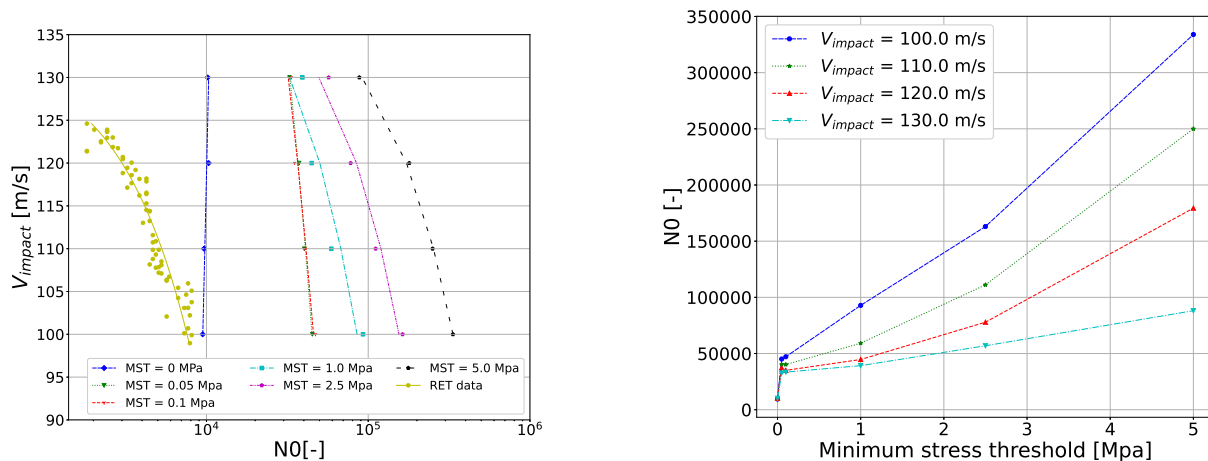 135
130
125
120
115
110
105
100
95
90
V_impact [m/s]
10^4
10^5
10^6
N0[-]
MST = 0 MPa
MST = 0.05 Mpa
MST = 0.1 Mpa
MST = 1.0 Mpa
MST = 2.5 Mpa
MST = 5.0 Mpa
RET data
350000
300000
250000
200000
150000
100000
50000
0
N0 [-]
V_impact = 100.0 m/s
V_impact = 110.0 m/s
V_impact = 120.0 m/s
V_impact = 130.0 m/s
0
1
2
3
4
5
Minimum stress threshold [Mpa]